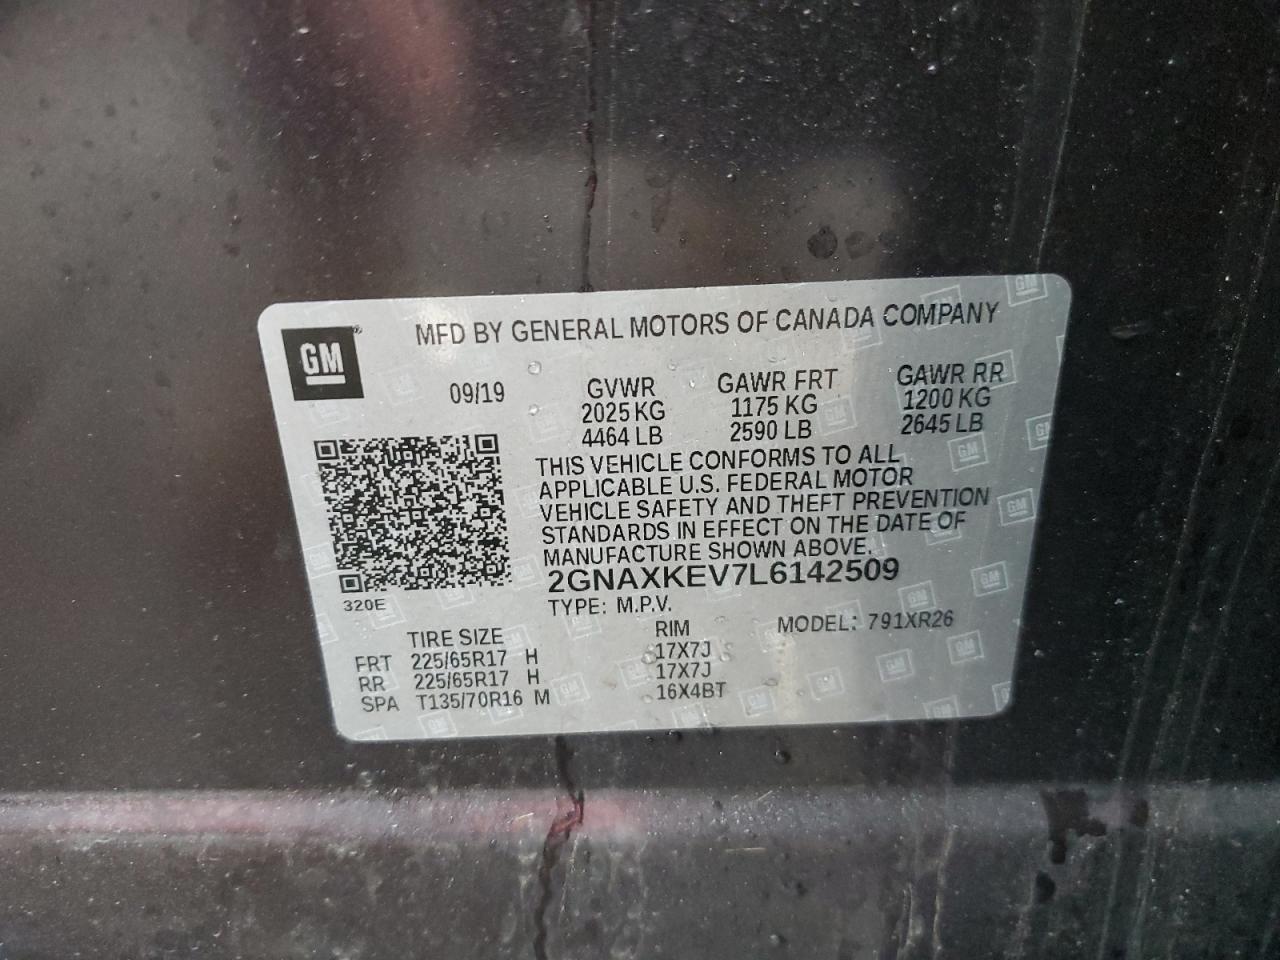 MFD BY GENERAL MOTORS OF CANADA COMPANY
GM
®
09/19
GVWR GAWR FRT GAWR RR
2025 KG 1175 KG 1200 KG
4464 LB 2590 LB 2645 LB
THIS VEHICLE CONFORMS TO ALL
APPLICABLE U.S. FEDERAL MOTOR
VEHICLE SAFETY AND THEFT PREVENTION
STANDARDS IN EFFECT ON THE DATE OF
MANUFACTURE SHOWN ABOVE.
2GNAXKEV7L6142509
320E
TYPE: M.P.V. MODEL: 791XR26
TIRE SIZE RIM
FRT 225/65R17 H 17X7J
RR 225/65R17 H 17X7J
SPA T135/70R16 M 16X4BT